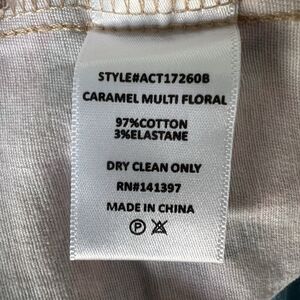 STYLE#ACT17260B
CARAMEL MULTI FLORAL
97%COTTON
3%ELASTANE
DRY CLEAN ONLY
RN#141397
MADE IN CHINA
P